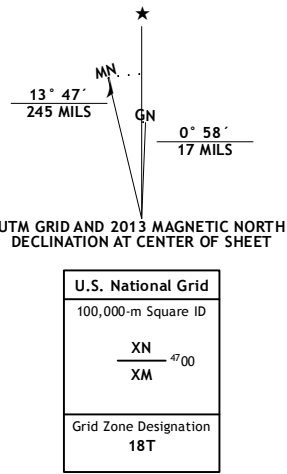 MN
13° 47´
245 MILS
GN
0° 58´
17 MILS
UTM GRID AND 2013 MAGNETIC NORTH
DECLINATION AT CENTER OF SHEET
U.S. National Grid
100,000-m Square ID
XN
4700
XM
Grid Zone Designation
18T